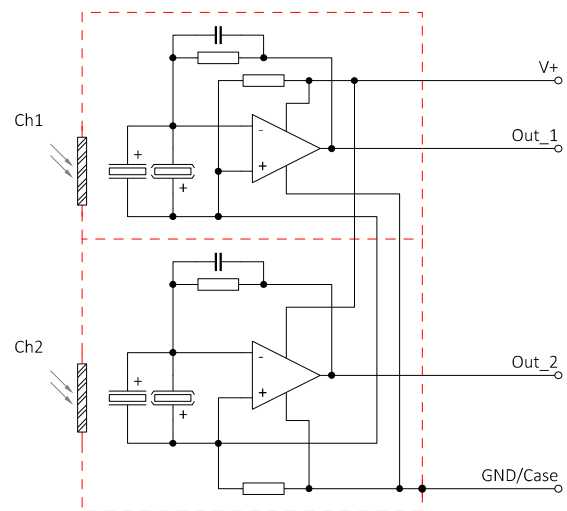 V+
Ch1
Out_1
-
+
+
+
Ch2
Out_2
-
+
+
+
GND/Case